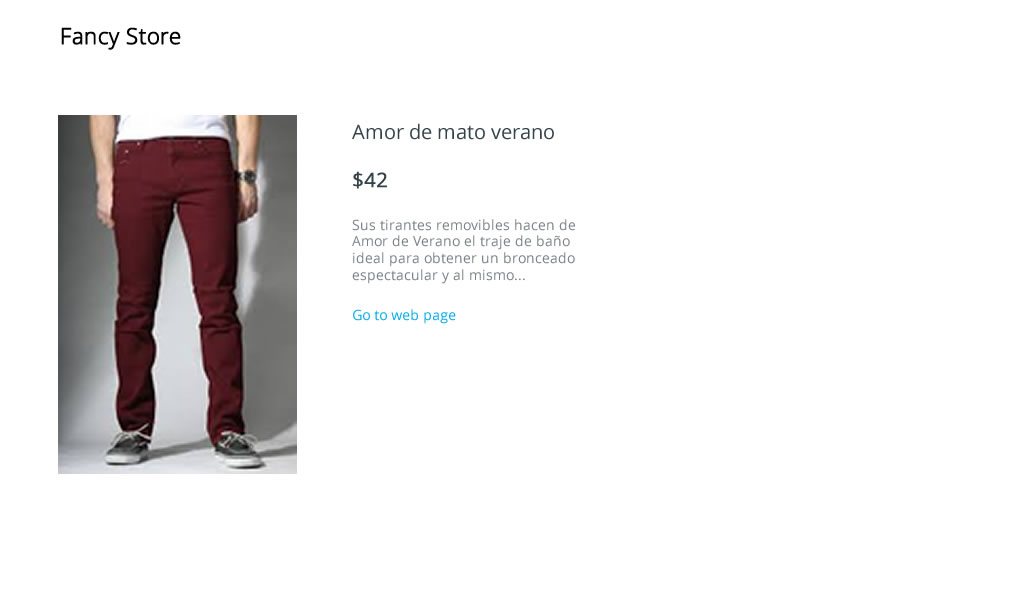 Fancy Store
Amor de mato verano
$42
Sus tirantes removibles hacen de
Amor de Verano el traje de baño
ideal para obtener un bronceado
espectacular y al mismo...
Go to web page